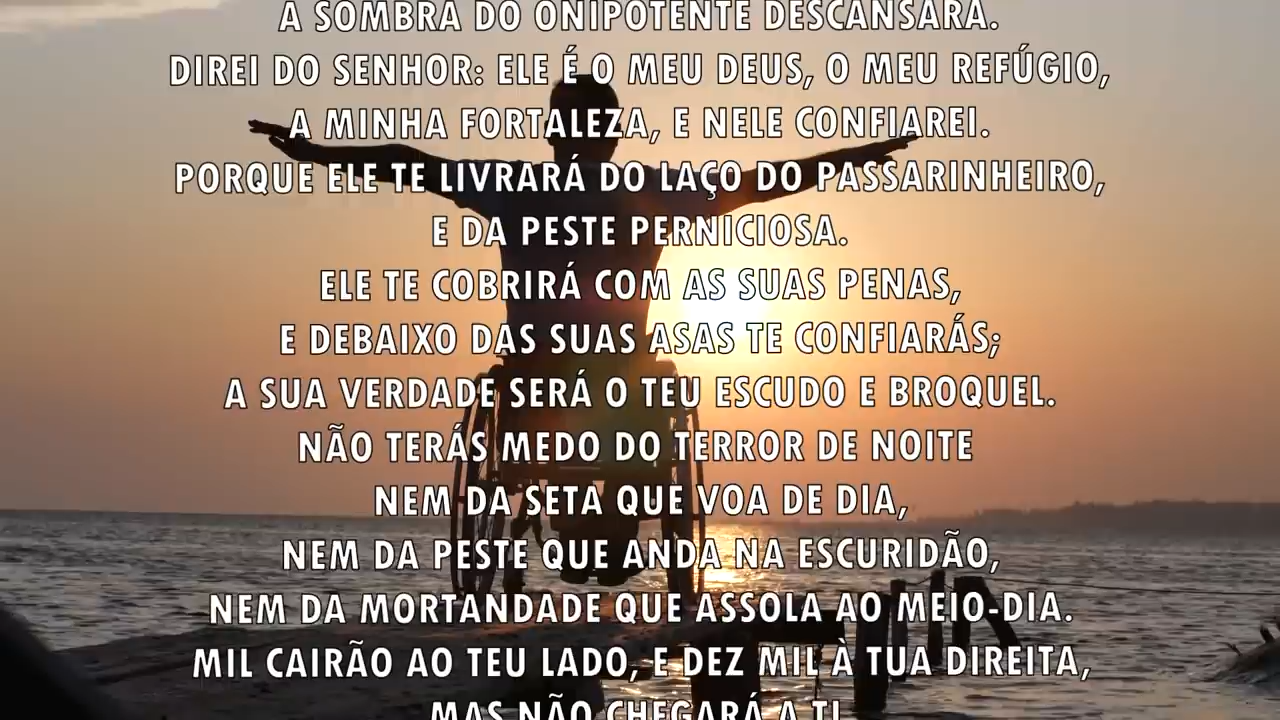 À SOMBRA DO ONIPOTENTE DESCANSARÁ.
DIREI DO SENHOR: ELE É O MEU DEUS, O MEU REFÚGIO,
A MINHA FORTALEZA, E NELE CONFIAREI.
PORQUE ELE TE LIVRARÁ DO LAÇO DO PASSARINHEIRO,
E DA PESTE PERNICIOSA.
ELE TE COBRIRÁ COM AS SUAS PENAS,
E DEBAIXO DAS SUAS ASAS TE CONFIARÁS;
A SUA VERDADE SERÁ O TEU ESCUDO E BROQUEL.
NÃO TERÁS MEDO DO TERROR DE NOITE
NEM DA SETA QUE VOA DE DIA,
NEM DA PESTE QUE ANDA NA ESCURIDÃO,
NEM DA MORTANDADE QUE ASSOLA AO MEIO-DIA.
MIL CAIRÃO AO TEU LADO, E DEZ MIL À TUA DIREITA,
MAS NÃO CHEGARÁ A TI